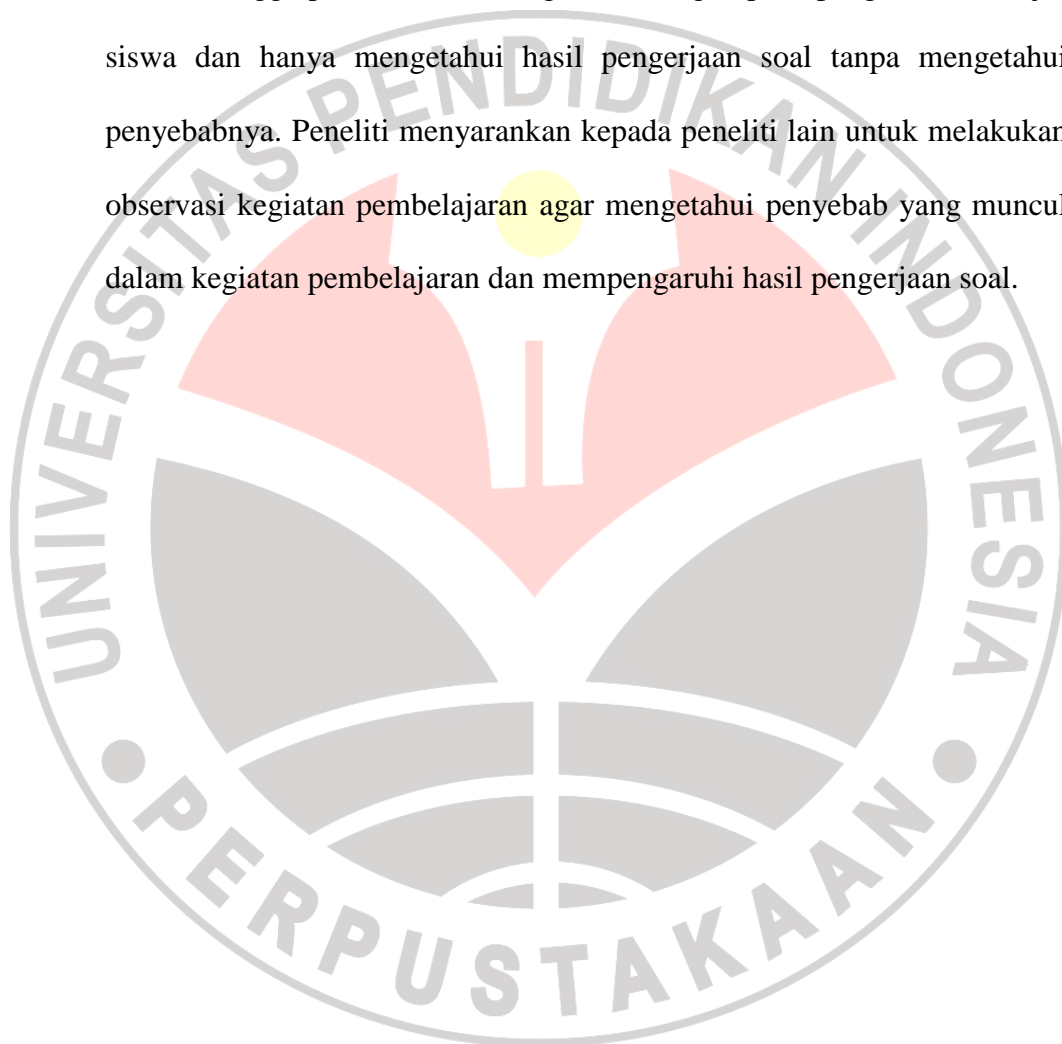 siswa dan hanya mengetahui hasil pengerjaan soal tanpa mengetahui
penyebabnya. Peneliti menyarankan kepada peneliti lain untuk melakukan
observasi kegiatan pembelajaran agar mengetahui penyebab yang muncul
dalam kegiatan pembelajaran dan mempengaruhi hasil pengerjaan soal.
UNIVERSITAS PENDIDIKAN INDONESIA
PERPUSTAKAAN